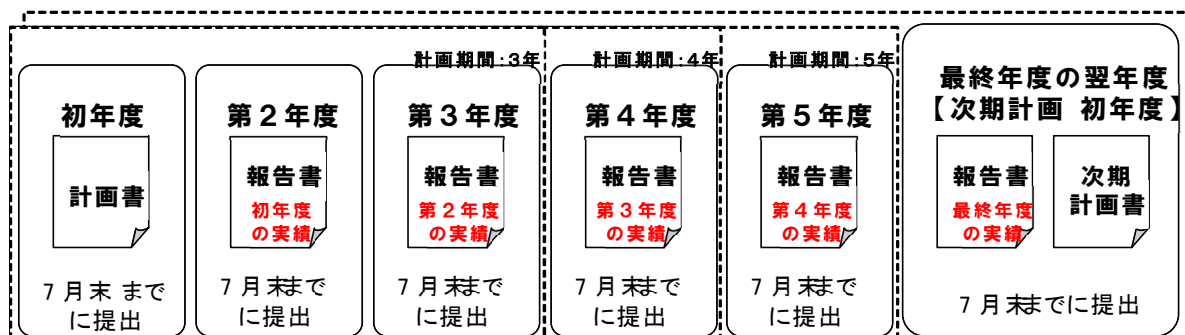 計画期間:3年
計画期間:4年
計画期間:5年
初年度
計画書
7月末まで
に提出
第2年度
報告書
初年度
の実績
7月末まで
に提出
第3年度
報告書
第2年度
の実績
7月末まで
に提出
第4年度
報告書
第3年度
の実績
7月末まで
に提出
第5年度
報告書
第4年度
の実績
7月末まで
に提出
最終年度の翌年度
【次期計画 初年度】
報告書
最終年度
の実績
次期
計画書
7月末までに提出